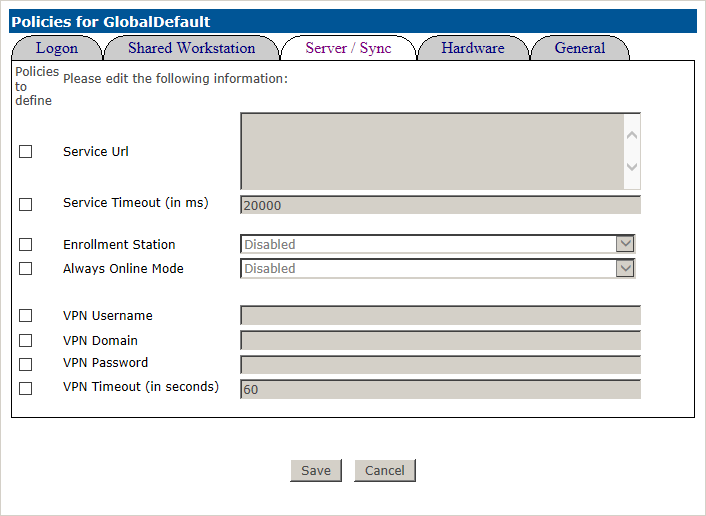 Policies for GlobalDefault
Logon Shared Workstation Server / Sync Hardware General
Policies to define
Please edit the following information:
Service Url
Service Timeout (in ms) 20000
Enrollment Station Disabled
Always Online Mode Disabled
VPN Username
VPN Domain
VPN Password
VPN Timeout (in seconds) 60
Save Cancel